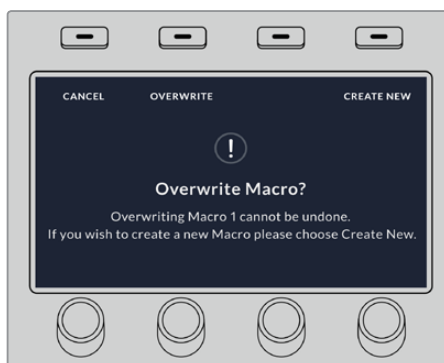 CANCEL OVERWRITE CREATE NEW
!
Overwrite Macro?
Overwriting Macro 1 cannot be undone.
If you wish to create a new Macro please choose Create New.